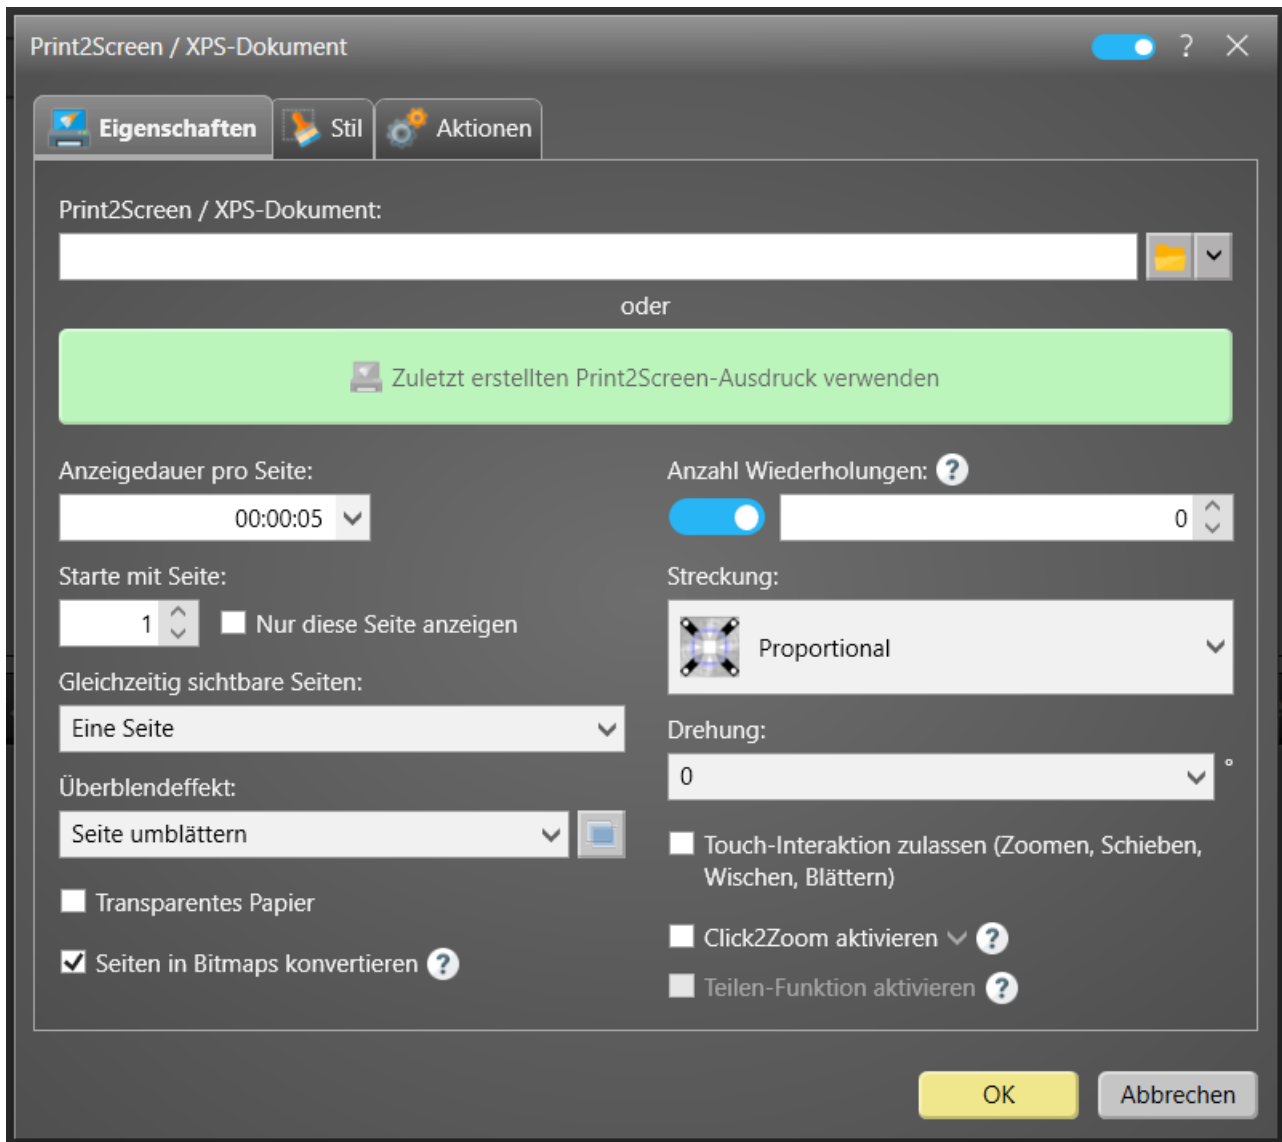 Print2Screen / XPS-Dokument
?
Eigenschaften
Stil
Aktionen
Print2Screen / XPS-Dokument:
oder
Zuletzt erstellten Print2Screen-Ausdruck verwenden
Anzeigedauer pro Seite:
00:00:05
Anzahl Wiederholungen: ?
0
Starte mit Seite:
1
Nur diese Seite anzeigen
Streckung:
Proportional
Gleichzeitig sichtbare Seiten:
Eine Seite
Drehung:
0
°
Überblendeffekt:
Seite umblättern
Touch-Interaktion zulassen (Zoomen, Schieben,
Wischen, Blättern)
Transparentes Papier
Click2Zoom aktivieren ?
Seiten in Bitmaps konvertieren ?
Teilen-Funktion aktivieren ?
OK
Abbrechen